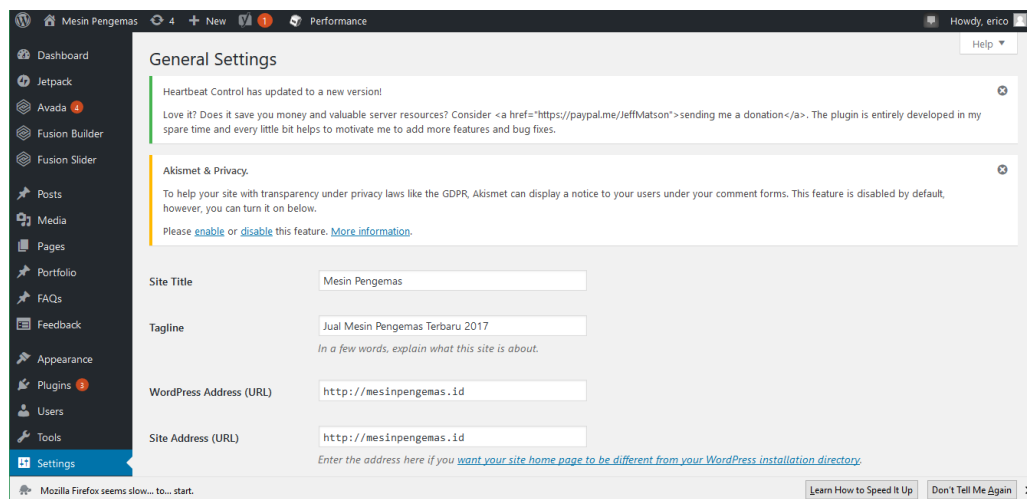 Mesin Pengemas 4 New 1 Performance Howdy, erico
Help
Dashboard
Jetpack
Avada 4
Fusion Builder
Fusion Slider
Posts
Media
Pages
Portfolio
FAQs
Feedback
Appearance
Plugins 3
Users
Tools
Settings
General Settings
Heartbeat Control has updated to a new version!
Love it? Does it save you money and valuable server resources? Consider <a href="https://paypal.me/JeffMatson">sending me a donation</a>. The plugin is entirely developed in my
spare time and every little bit helps to motivate me to add more features and bug fixes.
Akismet & Privacy.
To help your site with transparency under privacy laws like the GDPR, Akismet can display a notice to your users under your comment forms. This feature is disabled by default,
however, you can turn it on below.
Please enable or disable this feature. More information.
Site Title Mesin Pengemas
Tagline Jual Mesin Pengemas Terbaru 2017
In a few words, explain what this site is about.
WordPress Address (URL) http://mesinpengemas.id
Site Address (URL) http://mesinpengemas.id
Enter the address here if you want your site home page to be different from your WordPress installation directory.
Mozilla Firefox seems slow... to... start. Learn How to Speed It Up Don't Tell Me Again